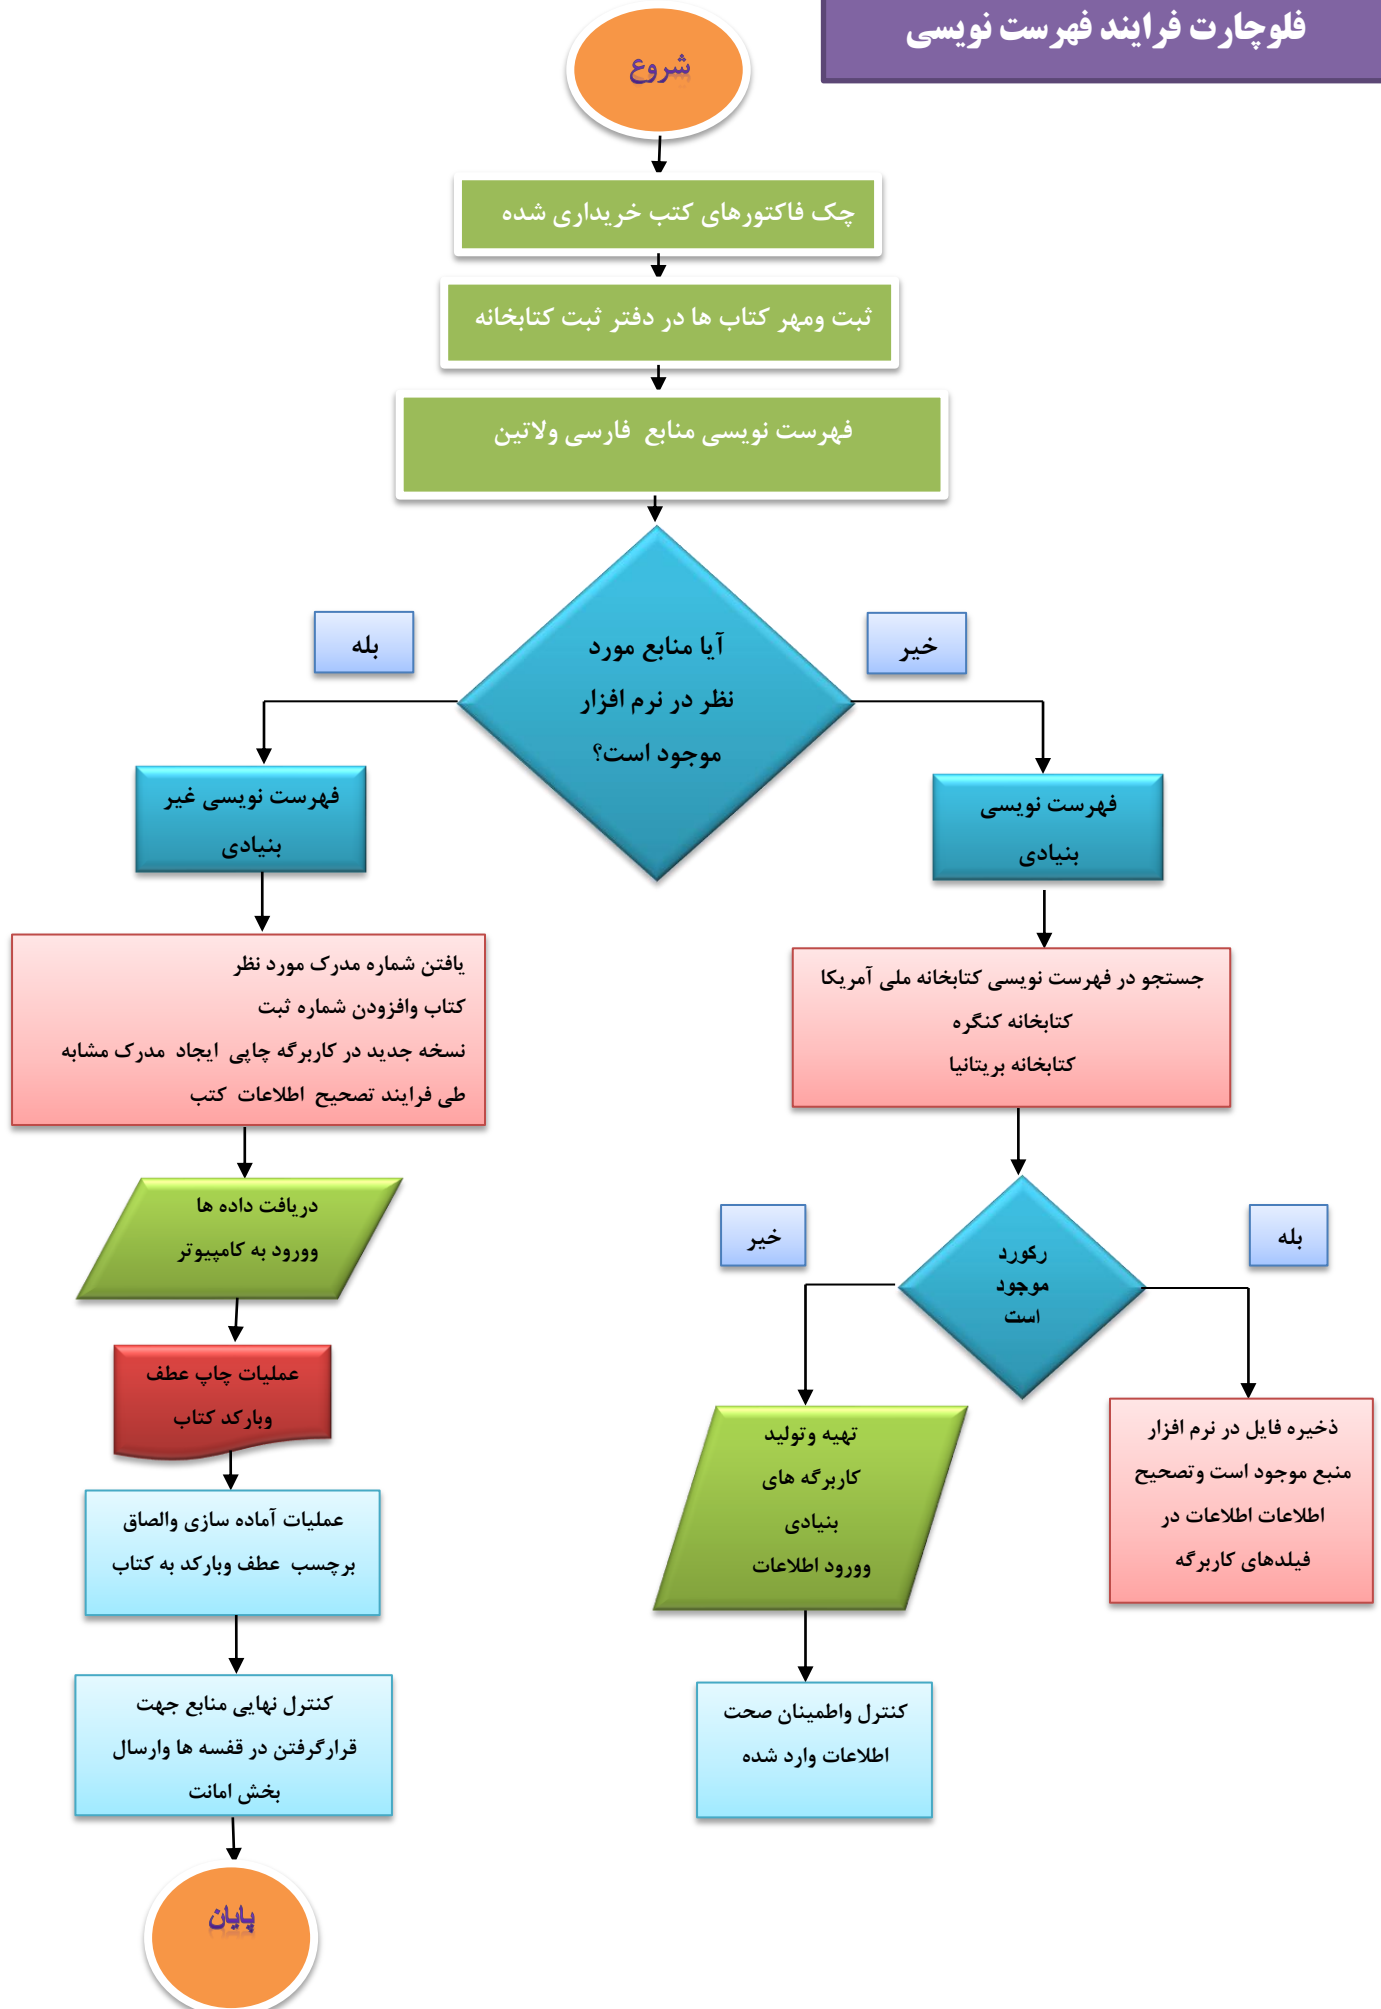 فلوچارت فرایند فهرست نویسی
شروع
چک فاکتورهای کتب خریداری شده
ثبت ومهر کتاب ها در دفتر ثبت کتابخانه
فهرست نویسی منابع فارسی ولاتین
آیا منابع مورد
نظر در نرم افزار
موجود است؟
خیر
بله
فهرست نویسی
بنیادی
فهرست نویسی غیر
بنیادی
جستجو در فهرست نویسی کتابخانه ملی آمریکا
کتابخانه کنگره
کتابخانه بریتانیا
یافتن شماره مدرک مورد نظر
کتاب وافزودن شماره ثبت
نسخه جدید در کاربرگه چاپی ایجاد مدرک مشابه
طی فرایند تصحیح اطلاعات کتب
رکورد
موجود
است
بله
خیر
دریافت داده ها
وورود به کامپیوتر
عملیات چاپ عطف
وبارکد کتاب
ذخیره فایل در نرم افزار
منبع موجود است وتصحیح
اطلاعات اطلاعات در
فیلدهای کاربرگه
تهیه وتولید
کاربرگه های
بنیادی
وورود اطلاعات
عملیات آماده سازی والصاق
برچسب عطف وبارکد به کتاب
کنترل واطمینان صحت
اطلاعات وارد شده
کنترل نهایی منابع جهت
قرارگرفتن در قفسه ها وارسال
بخش امانت
پایان